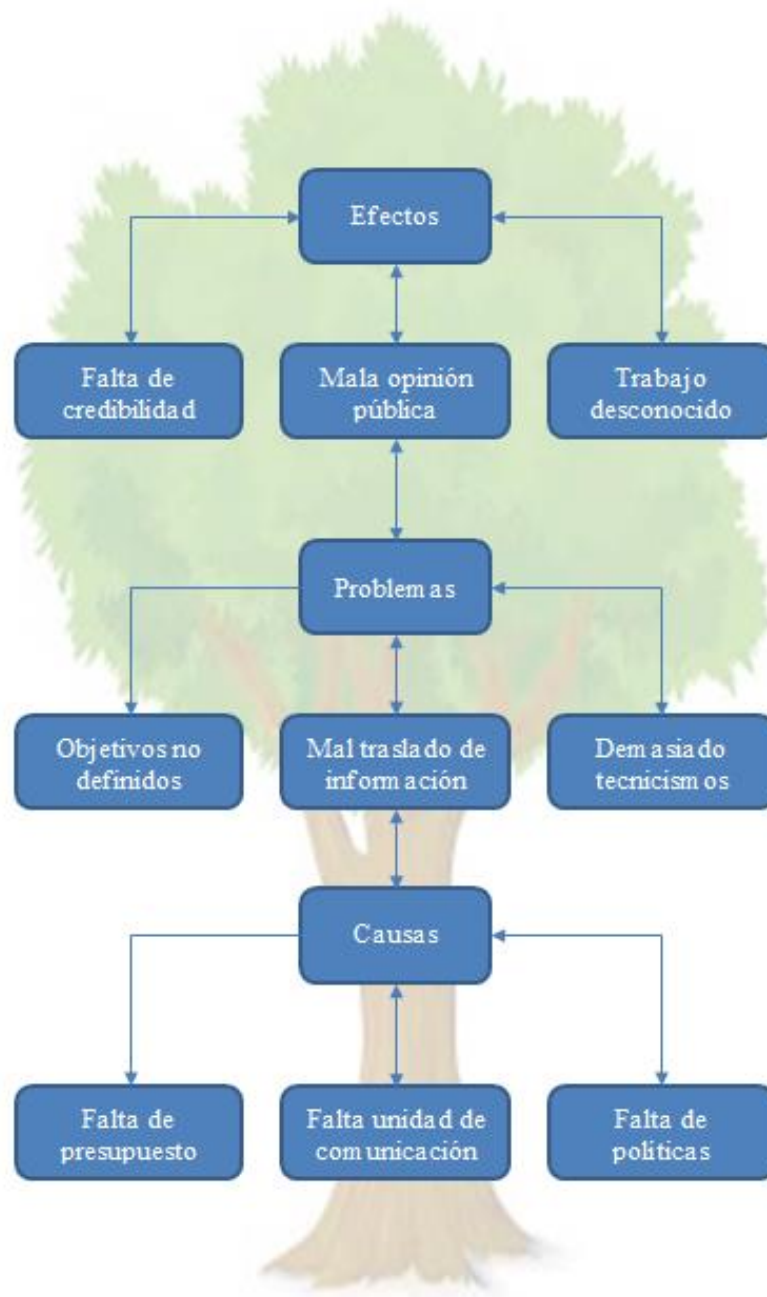 Efectos
Falta de
credibilidad
Mala opinión
pública
Trabajo
desconocido
Problemas
Objetivos no
definidos
Mal traslado de
información
Demasiado
tecnicismos
Causas
Falta de
presupuesto
Falta unidad de
comunicación
Falta de
políticas